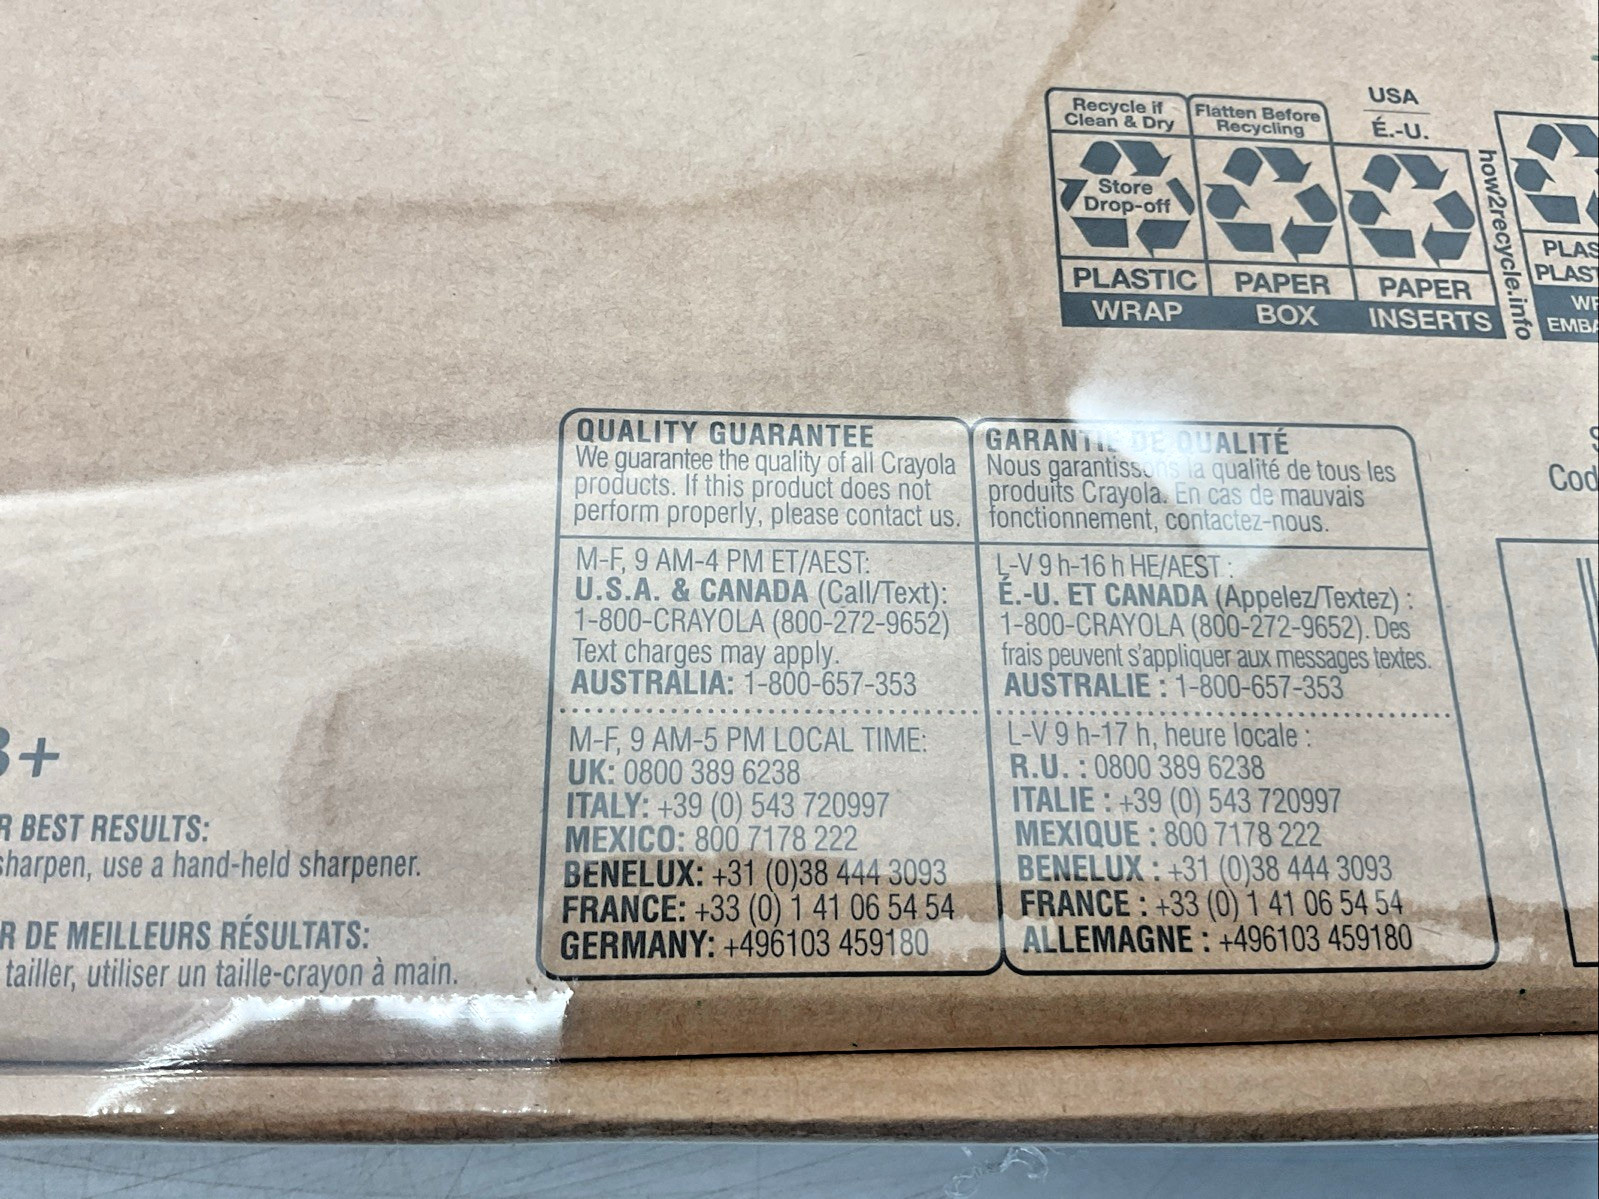 Recycle if
Clean & Dry
Store
Drop-off
PLASTIC
WRAP
Flatten Before
Recycling
PAPER
BOX
USA
É.-U.
PAPER
INSERTS
how2recycle.info
QUALITY GUARANTEE
We guarantee the quality of all Crayola
products. If this product does not
perform properly, please contact us.
M-F, 9 AM-4 PM ET/AEST:
U.S.A. & CANADA (Call/Text):
1-800-CRAYOLA (800-272-9652)
Text charges may apply.
AUSTRALIA: 1-800-657-353
M-F, 9 AM-5 PM LOCAL TIME:
UK: 0800 389 6238
ITALY: +39 (0) 543 720997
MEXICO: 800 7178 222
BENELUX: +31 (0)38 444 3093
FRANCE: +33 (0) 1 41 06 54 54
GERMANY: +496103 459180
GARANTIE DE QUALITÉ
Nous garantissons la qualité de tous les
produits Crayola. En cas de mauvais
fonctionnement, contactez-nous.
L-V 9 h-16 h HE/AEST :
É.-U. ET CANADA (Appelez/Textez) :
1-800-CRAYOLA (800-272-9652). Des
frais peuvent s'appliquer aux messages textes.
AUSTRALIE : 1-800-657-353
L-V 9 h-17 h, heure locale :
R.U. : 0800 389 6238
ITALIE : +39 (0) 543 720997
MEXIQUE : 800 7178 222
BENELUX : +31 (0)38 444 3093
FRANCE : +33 (0) 1 41 06 54 54
ALLEMAGNE : +496103 459180
3+
R BEST RESULTS:
sharpen, use a hand-held sharpener.
R DE MEILLEURS RÉSULTATS:
tailler, utiliser un taille-crayon à main.